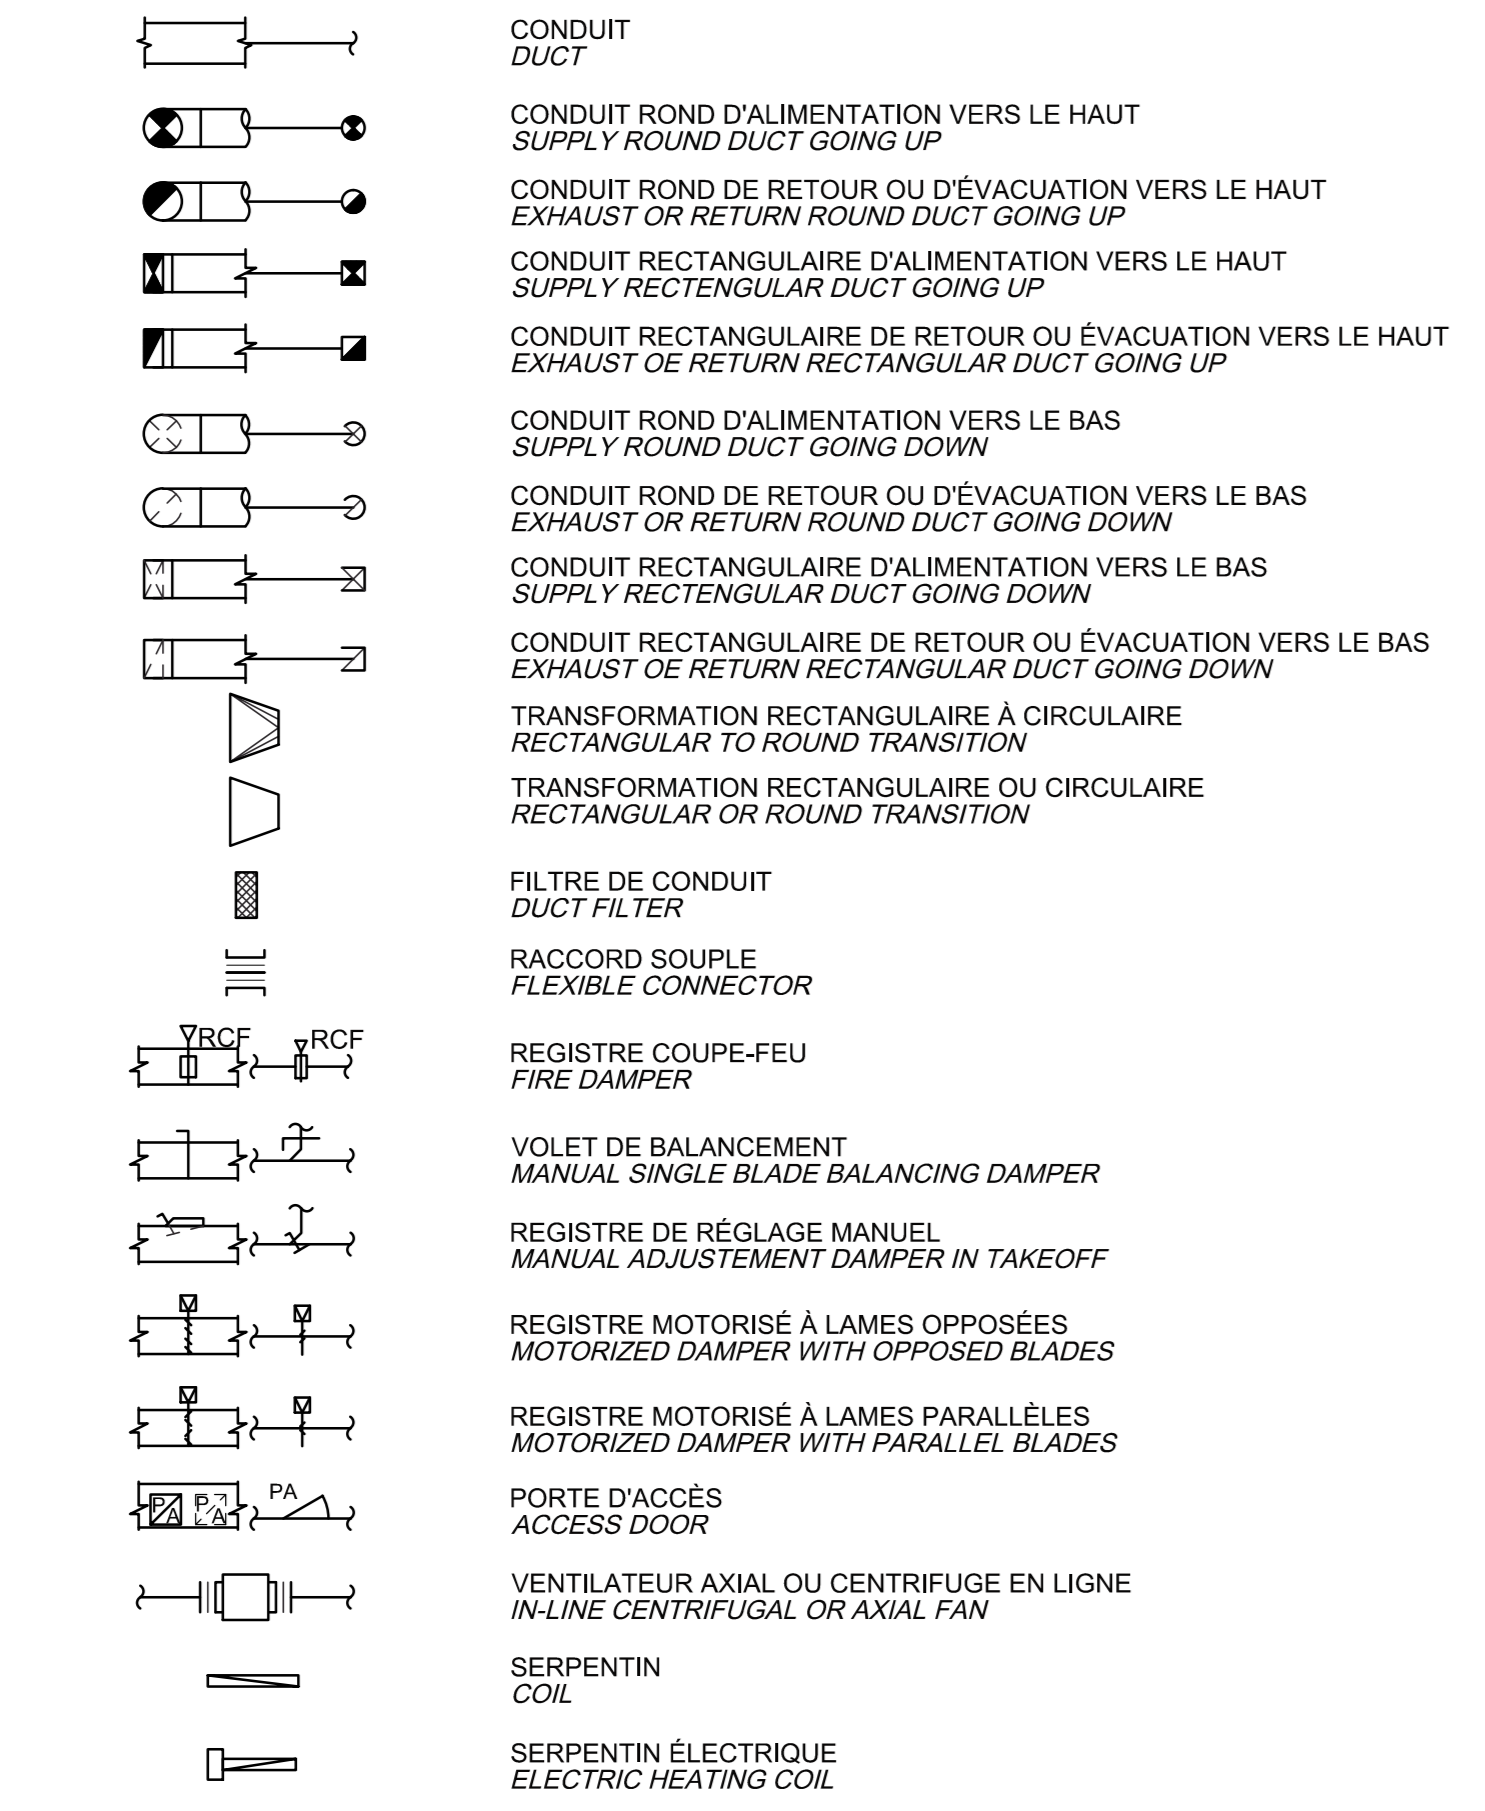 CONDUIT
DUCT
CONDUIT ROND D'ALIMENTATION VERS LE HAUT
SUPPLY ROUND DUCT GOING UP
CONDUIT ROND DE RETOUR OU D'ÉVACUATION VERS LE HAUT
EXHAUST OR RETURN ROUND DUCT GOING UP
CONDUIT RECTANGULAIRE D'ALIMENTATION VERS LE HAUT
SUPPLY RECTENGULAR DUCT GOING UP
CONDUIT RECTANGULAIRE DE RETOUR OU ÉVACUATION VERS LE HAUT
EXHAUST OE RETURN RECTANGULAR DUCT GOING UP
CONDUIT ROND D'ALIMENTATION VERS LE BAS
SUPPLY ROUND DUCT GOING DOWN
CONDUIT ROND DE RETOUR OU D'ÉVACUATION VERS LE BAS
EXHAUST OR RETURN ROUND DUCT GOING DOWN
CONDUIT RECTANGULAIRE D'ALIMENTATION VERS LE BAS
SUPPLY RECTENGULAR DUCT GOING DOWN
CONDUIT RECTANGULAIRE DE RETOUR OU ÉVACUATION VERS LE BAS
EXHAUST OE RETURN RECTANGULAR DUCT GOING DOWN
TRANSFORMATION RECTANGULAIRE À CIRCULAIRE
RECTANGULAR TO ROUND TRANSITION
TRANSFORMATION RECTANGULAIRE OU CIRCULAIRE
RECTANGULAR OR ROUND TRANSITION
FILTRE DE CONDUIT
DUCT FILTER
RACCORD SOUPLE
FLEXIBLE CONNECTOR
RCF RCF
REGISTRE COUPE-FEU
FIRE DAMPER
VOLET DE BALANCEMENT
MANUAL SINGLE BLADE BALANCING DAMPER
REGISTRE DE RÉGLAGE MANUEL
MANUAL ADJUSTEMENT DAMPER IN TAKEOFF
REGISTRE MOTORISÉ À LAMES OPPOSÉES
MOTORIZED DAMPER WITH OPPOSED BLADES
REGISTRE MOTORISÉ À LAMES PARALLÈLES
MOTORIZED DAMPER WITH PARALLEL BLADES
PA PA PA
PORTE D'ACCÈS
ACCESS DOOR
VENTILATEUR AXIAL OU CENTRIFUGE EN LIGNE
IN-LINE CENTRIFUGAL OR AXIAL FAN
SERPENTIN
COIL
SERPENTIN ÉLECTRIQUE
ELECTRIC HEATING COIL